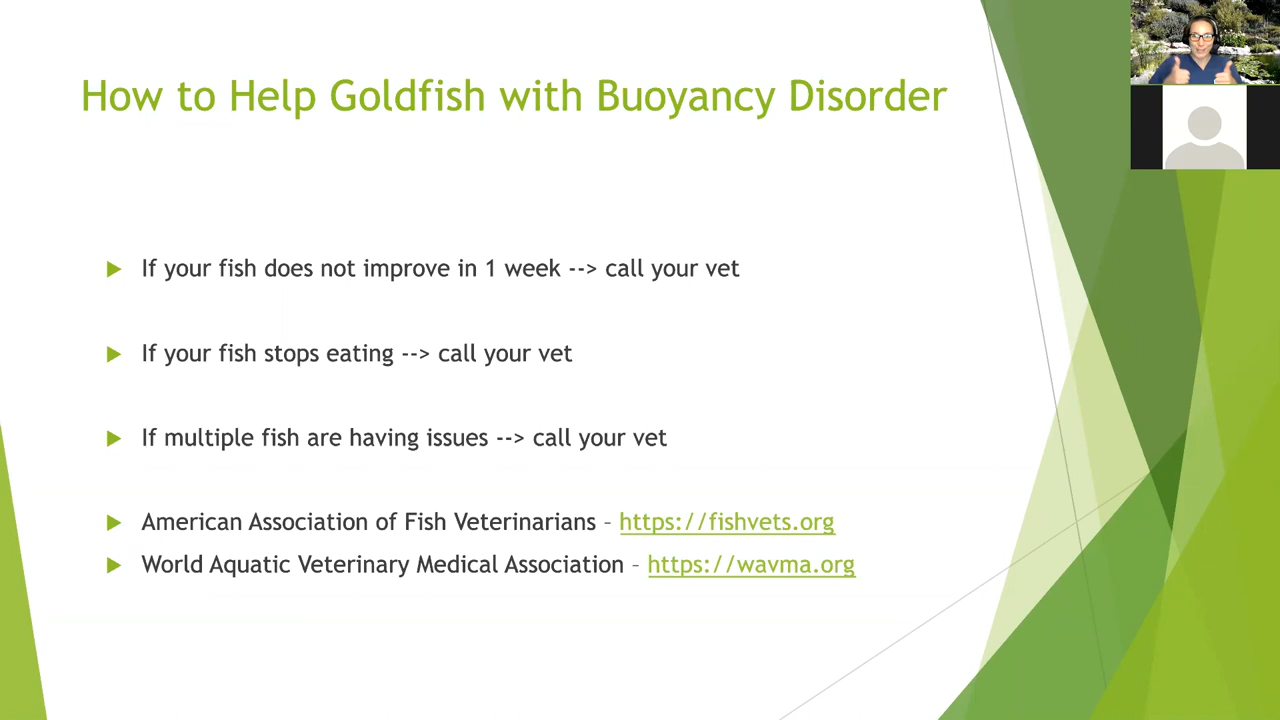 How to Help Goldfish with Buoyancy Disorder
If your fish does not improve in 1 week --> call your vet
If your fish stops eating --> call your vet
If multiple fish are having issues --> call your vet
American Association of Fish Veterinarians – https://fishvets.org
World Aquatic Veterinary Medical Association – https://wavma.org